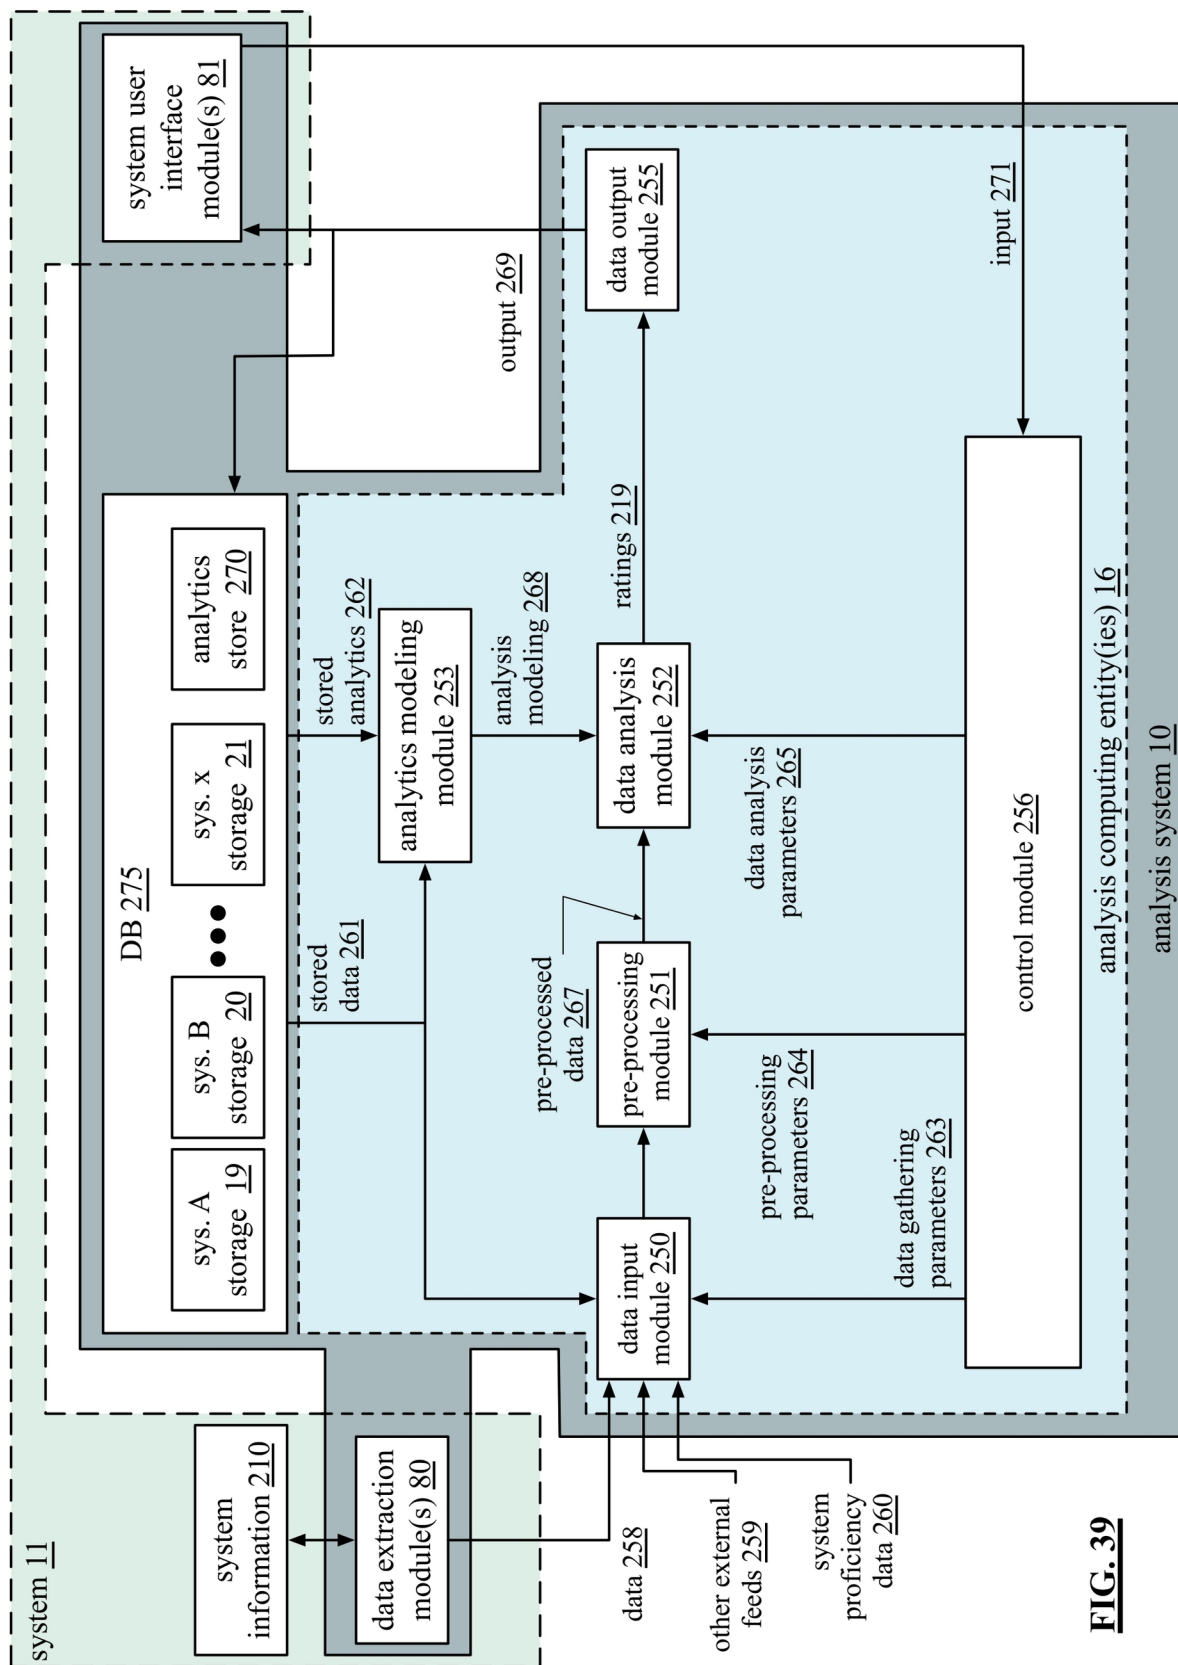 system 11
system
information 210
data extraction
module(s) 80
DB 275
sys. A
storage 19
sys. B
storage 20
sys. x
storage 21
analytics
store 270
system user
interface
module(s) 81
stored
data 261
stored
analytics 262
analytics modeling
module 253
analysis
modeling 268
output 269
data 258
other external
feeds 259
system
proficiency
data 260
data input
module 250
pre-processing
module 251
pre-processed
data 267
data analysis
module 252
ratings 219
data output
module 255
data gathering
parameters 263
pre-processing
parameters 264
data analysis
parameters 265
input 271
control module 256
analysis computing entity(ies) 16
analysis system 10
FIG. 39